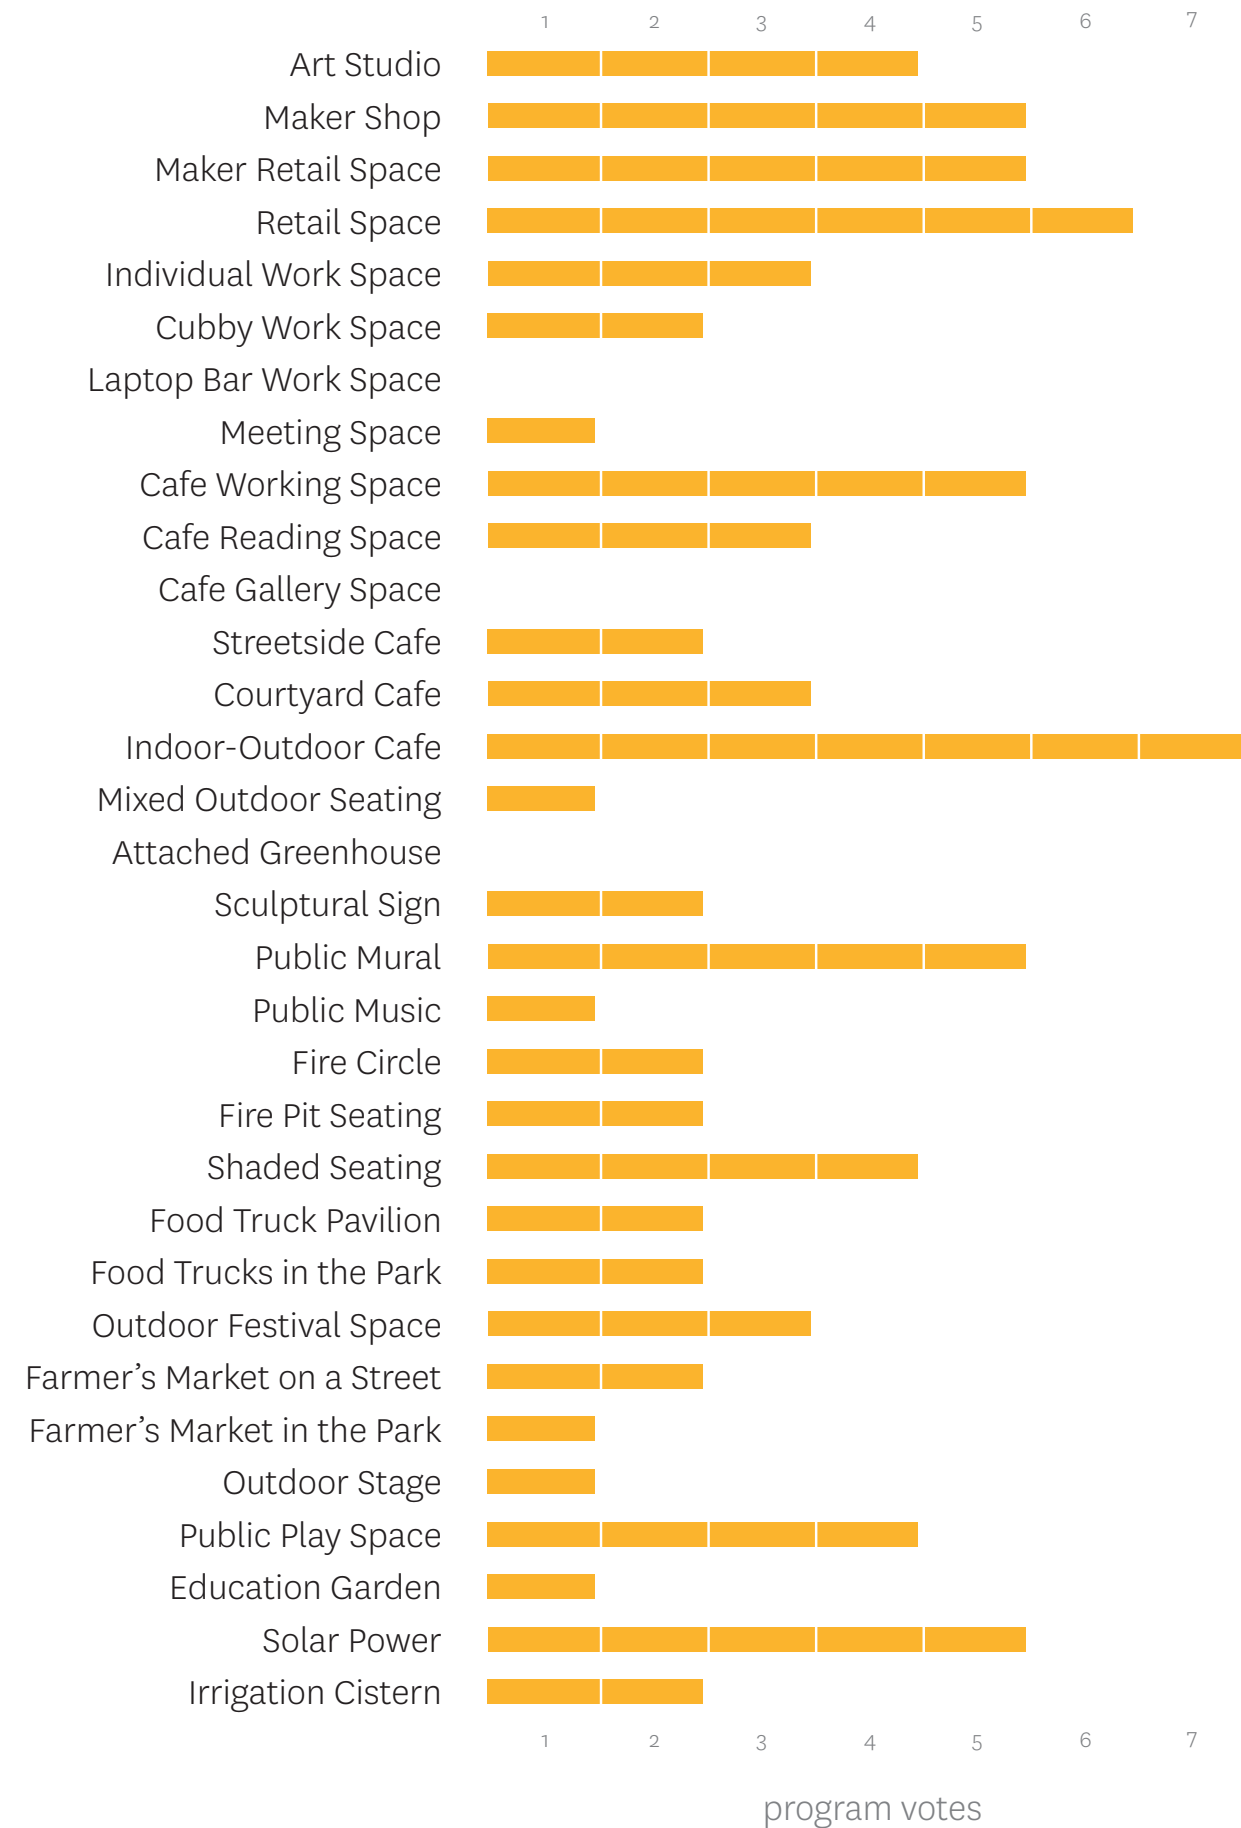 1 2 3 4 5 6 7
Art Studio
Maker Shop
Maker Retail Space
Retail Space
Individual Work Space
Cubby Work Space
Laptop Bar Work Space
Meeting Space
Cafe Working Space
Cafe Reading Space
Cafe Gallery Space
Streetside Cafe
Courtyard Cafe
Indoor-Outdoor Cafe
Mixed Outdoor Seating
Attached Greenhouse
Sculptural Sign
Public Mural
Public Music
Fire Circle
Fire Pit Seating
Shaded Seating
Food Truck Pavilion
Food Trucks in the Park
Outdoor Festival Space
Farmer’s Market on a Street
Farmer’s Market in the Park
Outdoor Stage
Public Play Space
Education Garden
Solar Power
Irrigation Cistern
1 2 3 4 5 6 7
program votes